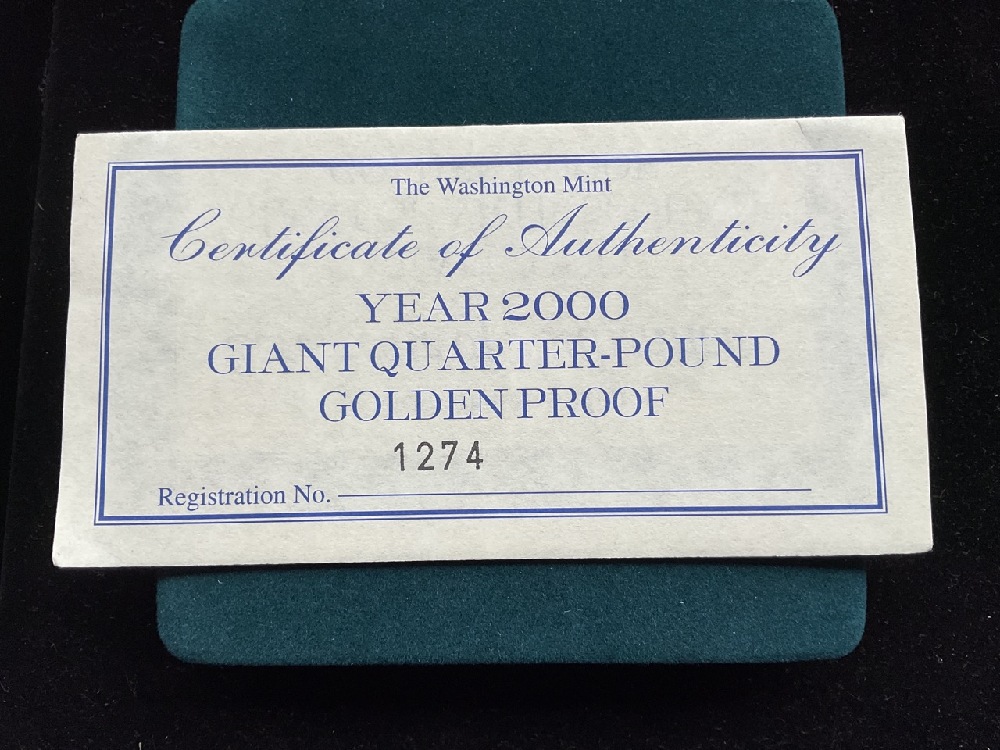 The Washington Mint
Certificate of Authenticity
YEAR 2000
GIANT QUARTER-POUND
GOLDEN PROOF
1274
Registration No.